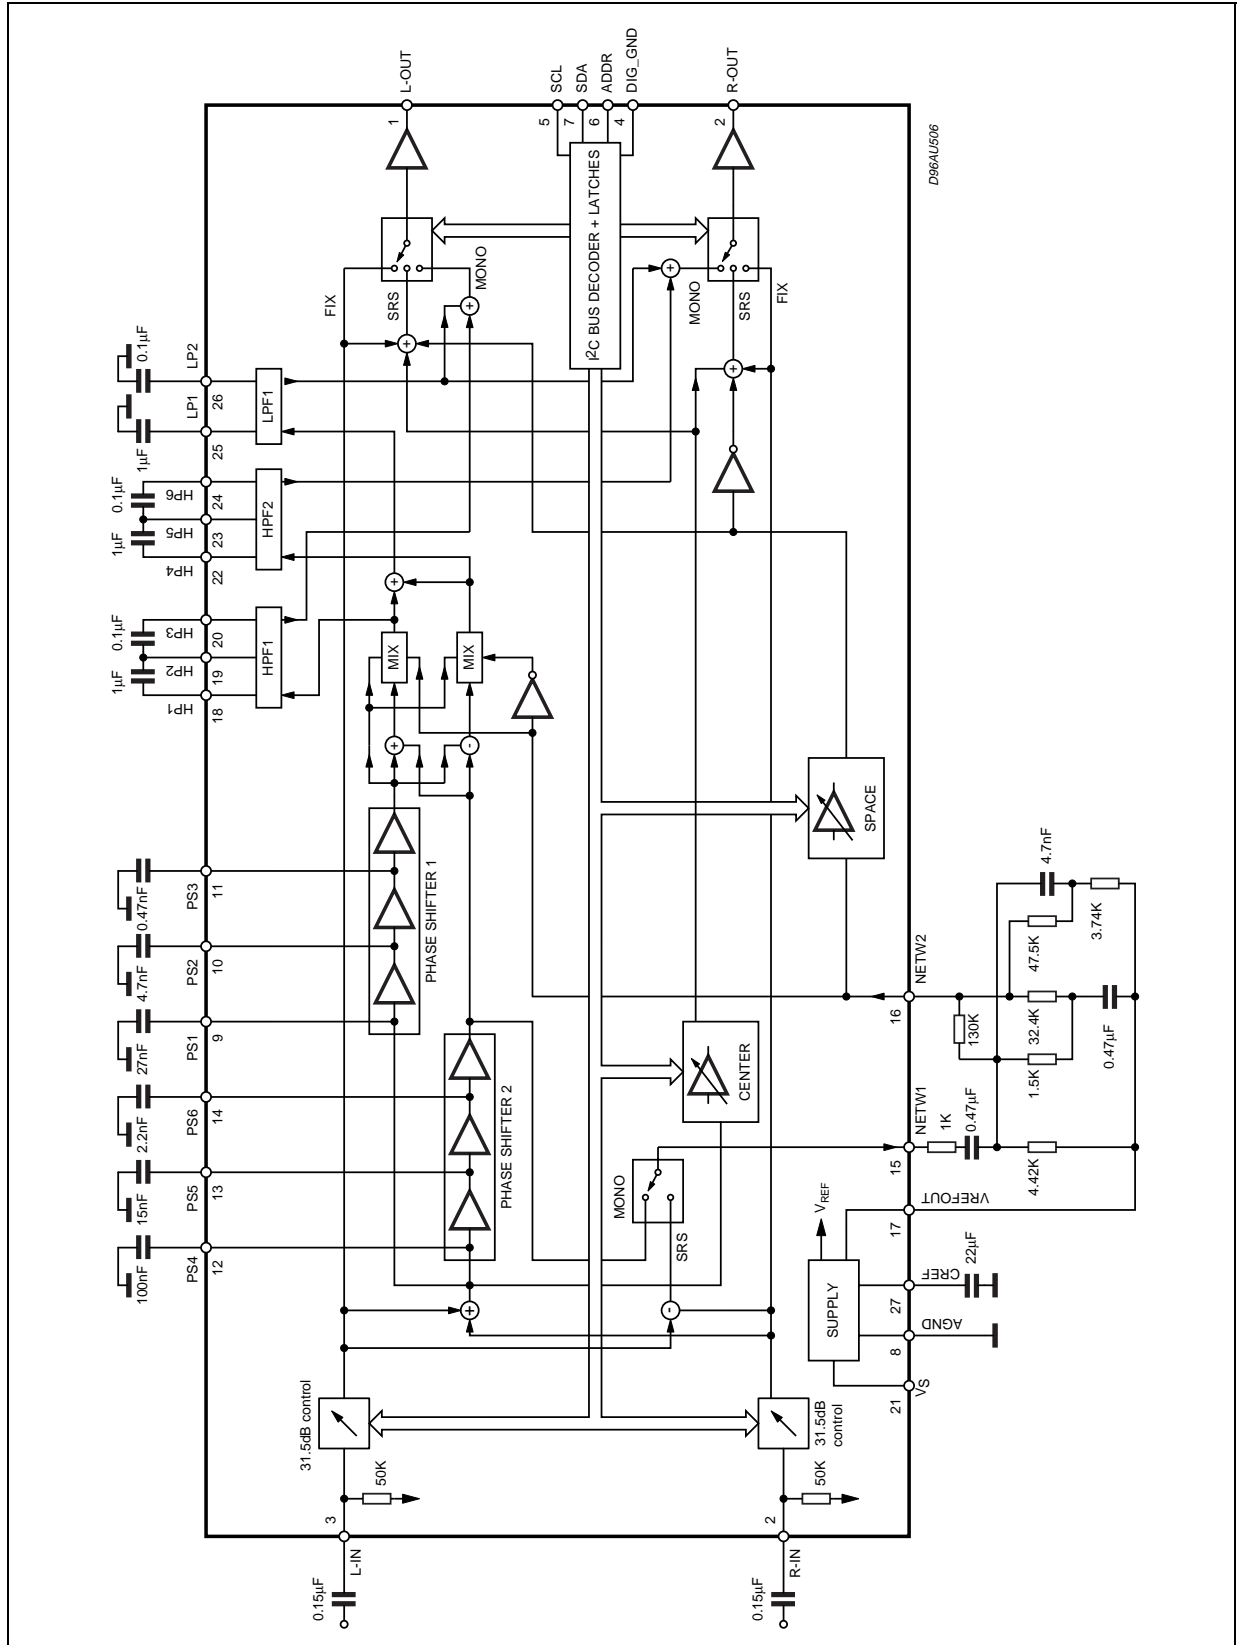 L-OUT
1
SCL
5
SDA
7
ADDR
6
DIG_GND
4
R-OUT
2
D96AU506
I2C BUS DECODER + LATCHES
FIX
SRS
MONO
MONO
SRS
FIX
0.1µF
LP2
26
LPF1
LP1
25
1µF
0.1µF
HP6
24
HPF2
HP5
23
1µF
HP4
22
0.1µF
HP3
20
HPF1
HP2
19
1µF
HP1
18
MIX
MIX
+
+
-
+
+
+
+
SPACE
PS3
11
0.47nF
PS2
10
4.7nF
PS1
9
27nF
PHASE SHIFTER 1
PS6
14
2.2nF
PS5
13
15nF
PS4
12
100nF
PHASE SHIFTER 2
CENTER
MONO
SRS
+
-
NETW2
16
130K
4.7nF
47.5K
3.74K
32.4K
1.5K
0.47µF
NETW1
15
1K
0.47µF
4.42K
VREFOUT
17
VREF
SUPPLY
CREF
27
22µF
AGND
8
VS
21
31.5dB control
31.5dB
control
50K
50K
3
L-IN
0.15µF
2
R-IN
0.15µF